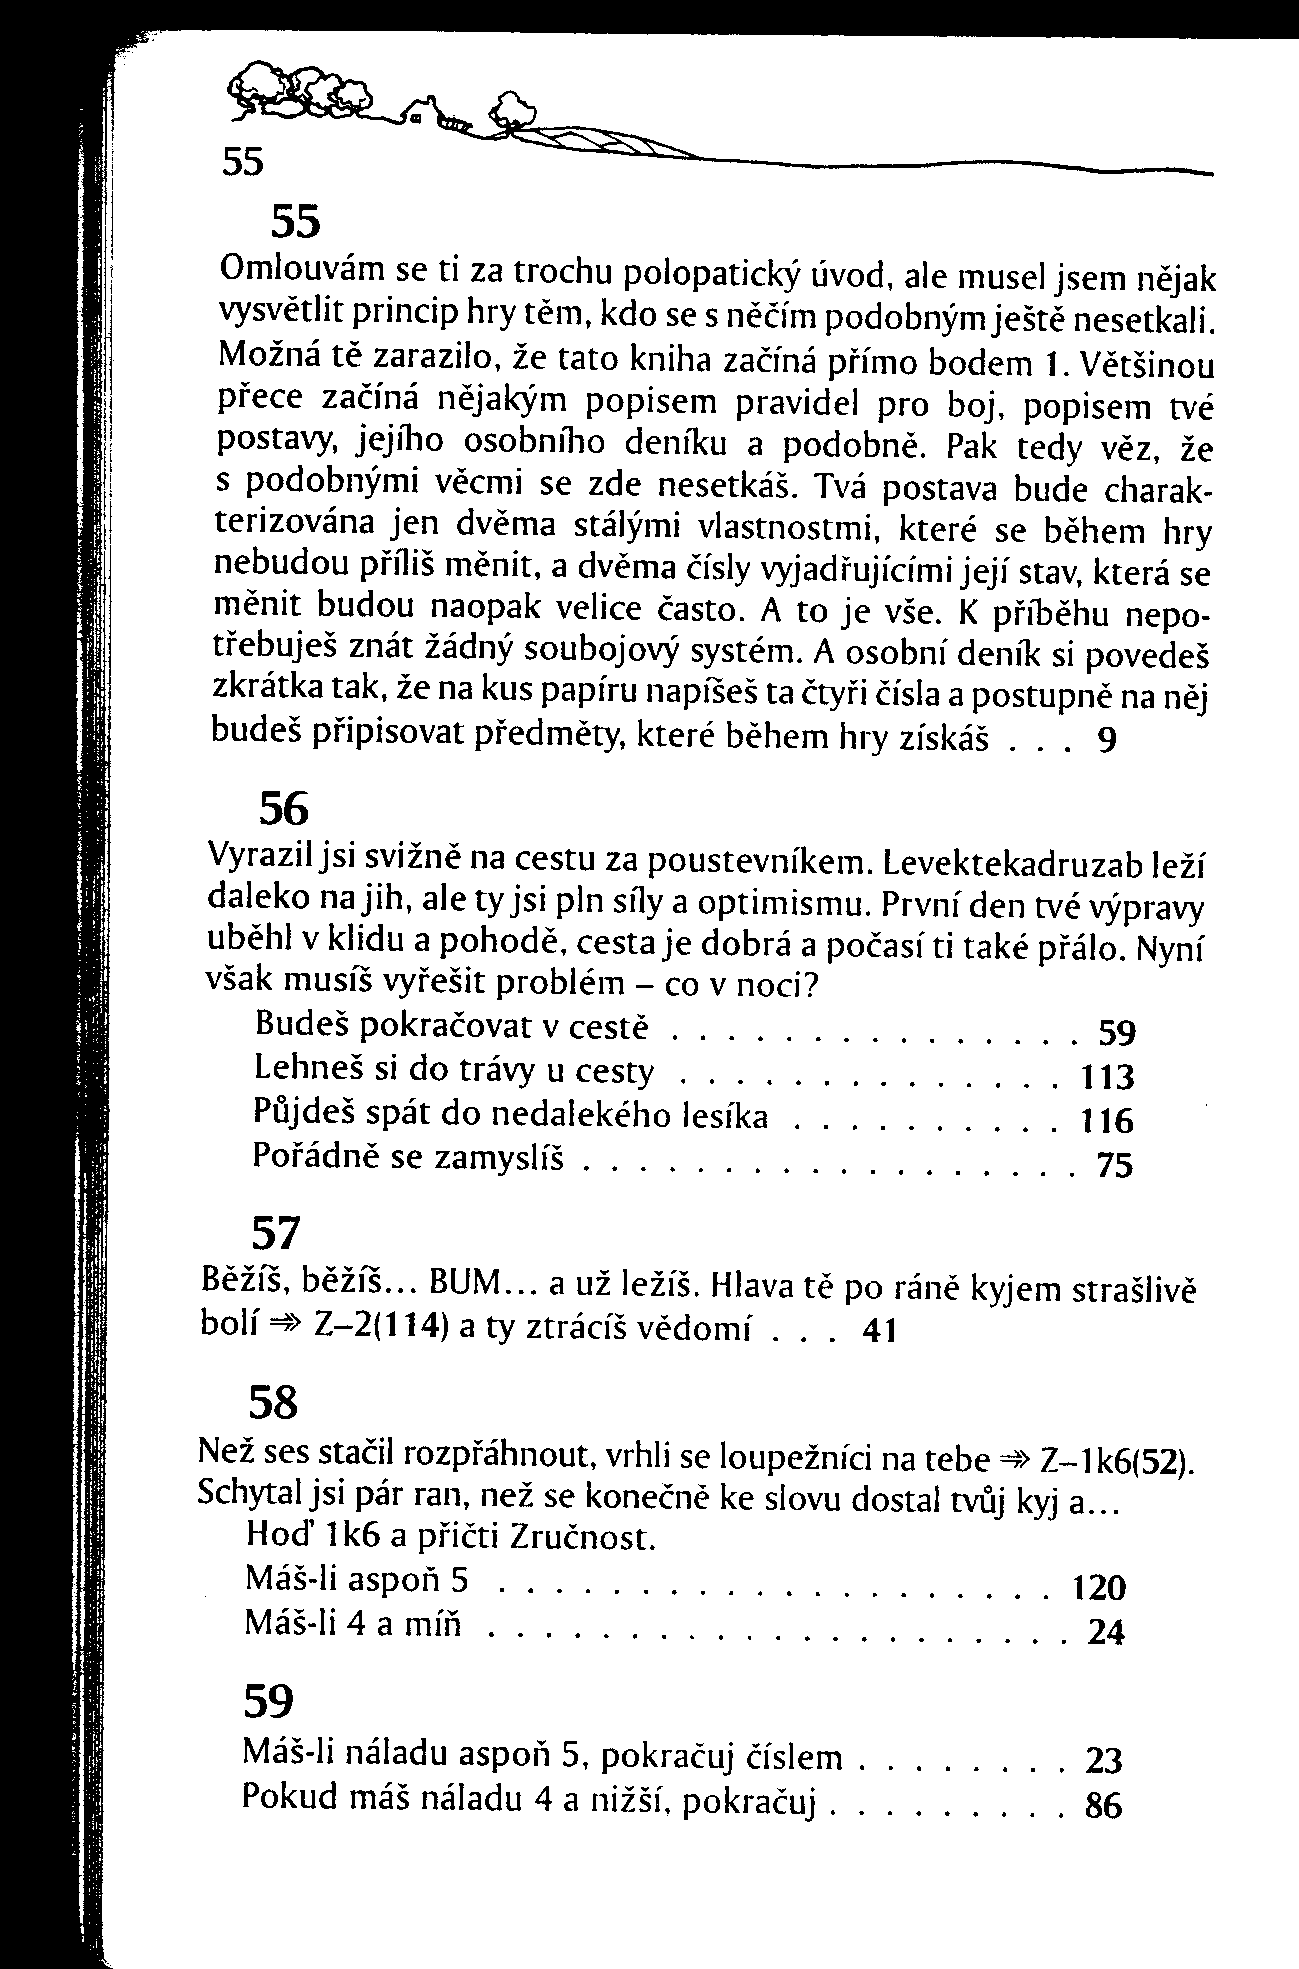 55
55
Omlouvám se ti za trochu polopatický úvod, ale musel jsem nějak
vysvětlit princip hry těm, kdo se s něčím podobným ještě nesetkali.
Možná tě zarazilo, že tato kniha začíná přímo bodem 1. Většinou
přece začíná nějakým popisem pravidel pro boj, popisem tvé
postavy, jejího osobního deníku a podobně. Pak tedy věz, že
s podobnými věcmi se zde nesetkáš. Tvá postava bude charak-
terizována jen dvěma stálými vlastnostmi, které se během hry
nebudou příliš měnit, a dvěma čísly vyjadřujícími její stav, která se
měnit budou naopak velice často. A to je vše. K příběhu nepo-
třebuješ znát žádný soubojový systém. A osobní deník si povedeš
zkrátka tak, že na kus papíru napíšeš ta čtyři čísla a postupně na něj
budeš připisovat předměty, které během hry získáš . . . 9
56
Vyrazil jsi svižně na cestu za poustevníkem. Levektekadruzab leží
daleko na jih, ale ty jsi pln síly a optimismu. První den tvé výpravy
uběhl v klidu a pohodě, cesta je dobrá a počasí ti také přálo. Nyní
však musíš vyřešit problém – co v noci?
Budeš pokračovat v cestě . . . . . . . . . . . . . . . 59
Lehneš si do trávy u cesty . . . . . . . . . . . . . . 113
Půjdeš spát do nedalekého lesíka . . . . . . . . . . 116
Pořádně se zamyslíš . . . . . . . . . . . . . . . . . . 75
57
Běžíš, běžíš... BUM... a už ležíš. Hlava tě po ráně kyjem strašlivě
bolí ⇒ Z–2(114) a ty ztrácíš vědomí . . . 41
58
Než ses stačil rozpřáhnout, vrhli se loupežníci na tebe ⇒ Z–1k6(52).
Schytal jsi pár ran, než se konečně ke slovu dostal tvůj kyj a...
Hoď 1k6 a přičti Zručnost.
Máš-li aspoň 5 . . . . . . . . . . . . . . . . . . . . 120
Máš-li 4 a míň . . . . . . . . . . . . . . . . . . . . . 24
59
Máš-li náladu aspoň 5, pokračuj číslem . . . . . . . . 23
Pokud máš náladu 4 a nižší, pokračuj . . . . . . . . . 86